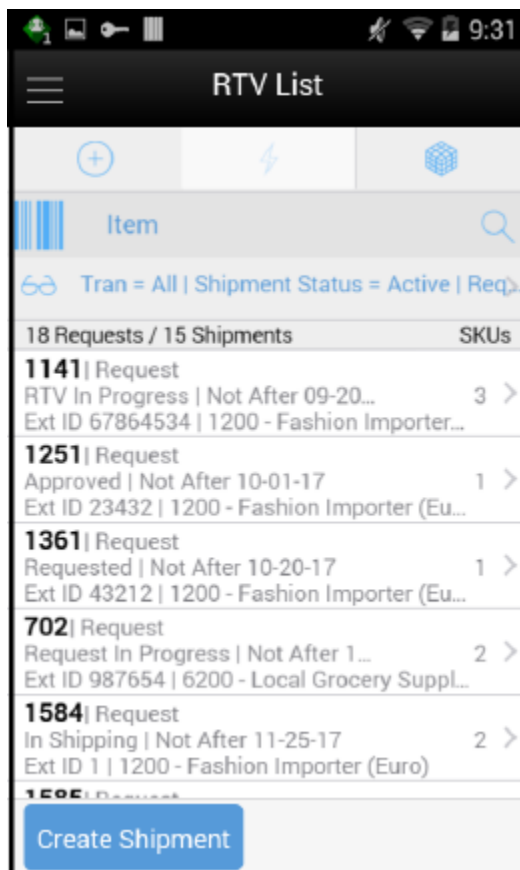 1
9:31
RTV List
Item
Tran = All | Shipment Status = Active | Req
18 Requests / 15 Shipments SKUs
1141| Request
RTV In Progress | Not After 09-20... 3
Ext ID 67864534 | 1200 - Fashion Importer...
1251| Request
Approved | Not After 10-01-17 1
Ext ID 23432 | 1200 - Fashion Importer (Eu...
1361| Request
Requested | Not After 10-20-17 1
Ext ID 43212 | 1200 - Fashion Importer (Eu...
702| Request
Request In Progress | Not After 1... 2
Ext ID 987654 | 6200 - Local Grocery Suppl...
1584| Request
In Shipping | Not After 11-25-17 2
Ext ID 1 | 1200 - Fashion Importer (Euro)
1585| Request
Create Shipment